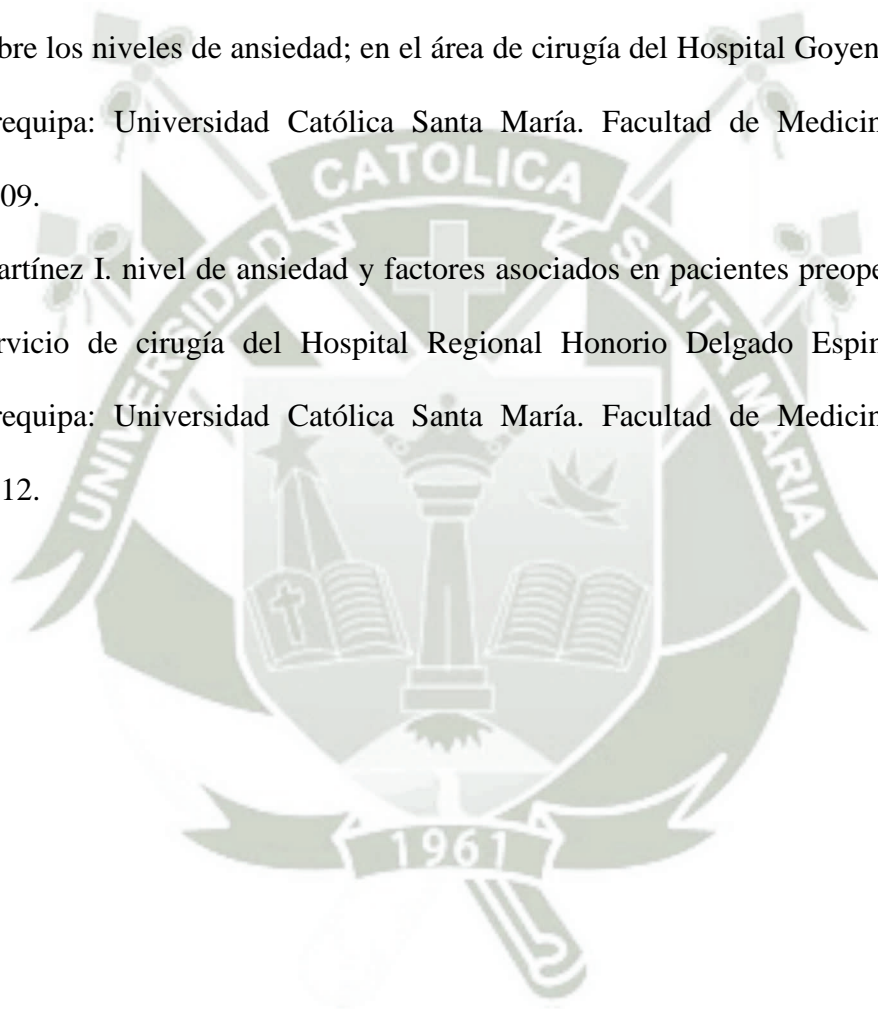 bre los niveles de ansiedad; en el área de cirugía del Hospital Goyen
requipa: Universidad Católica Santa María. Facultad de Medicin
09.
artínez I. nivel de ansiedad y factores asociados en pacientes preope
rvicio de cirugía del Hospital Regional Honorio Delgado Espin
requipa: Universidad Católica Santa María. Facultad de Medicin
12.
UNIVERSIDAD CATOLICA SANTA MARIA
1961